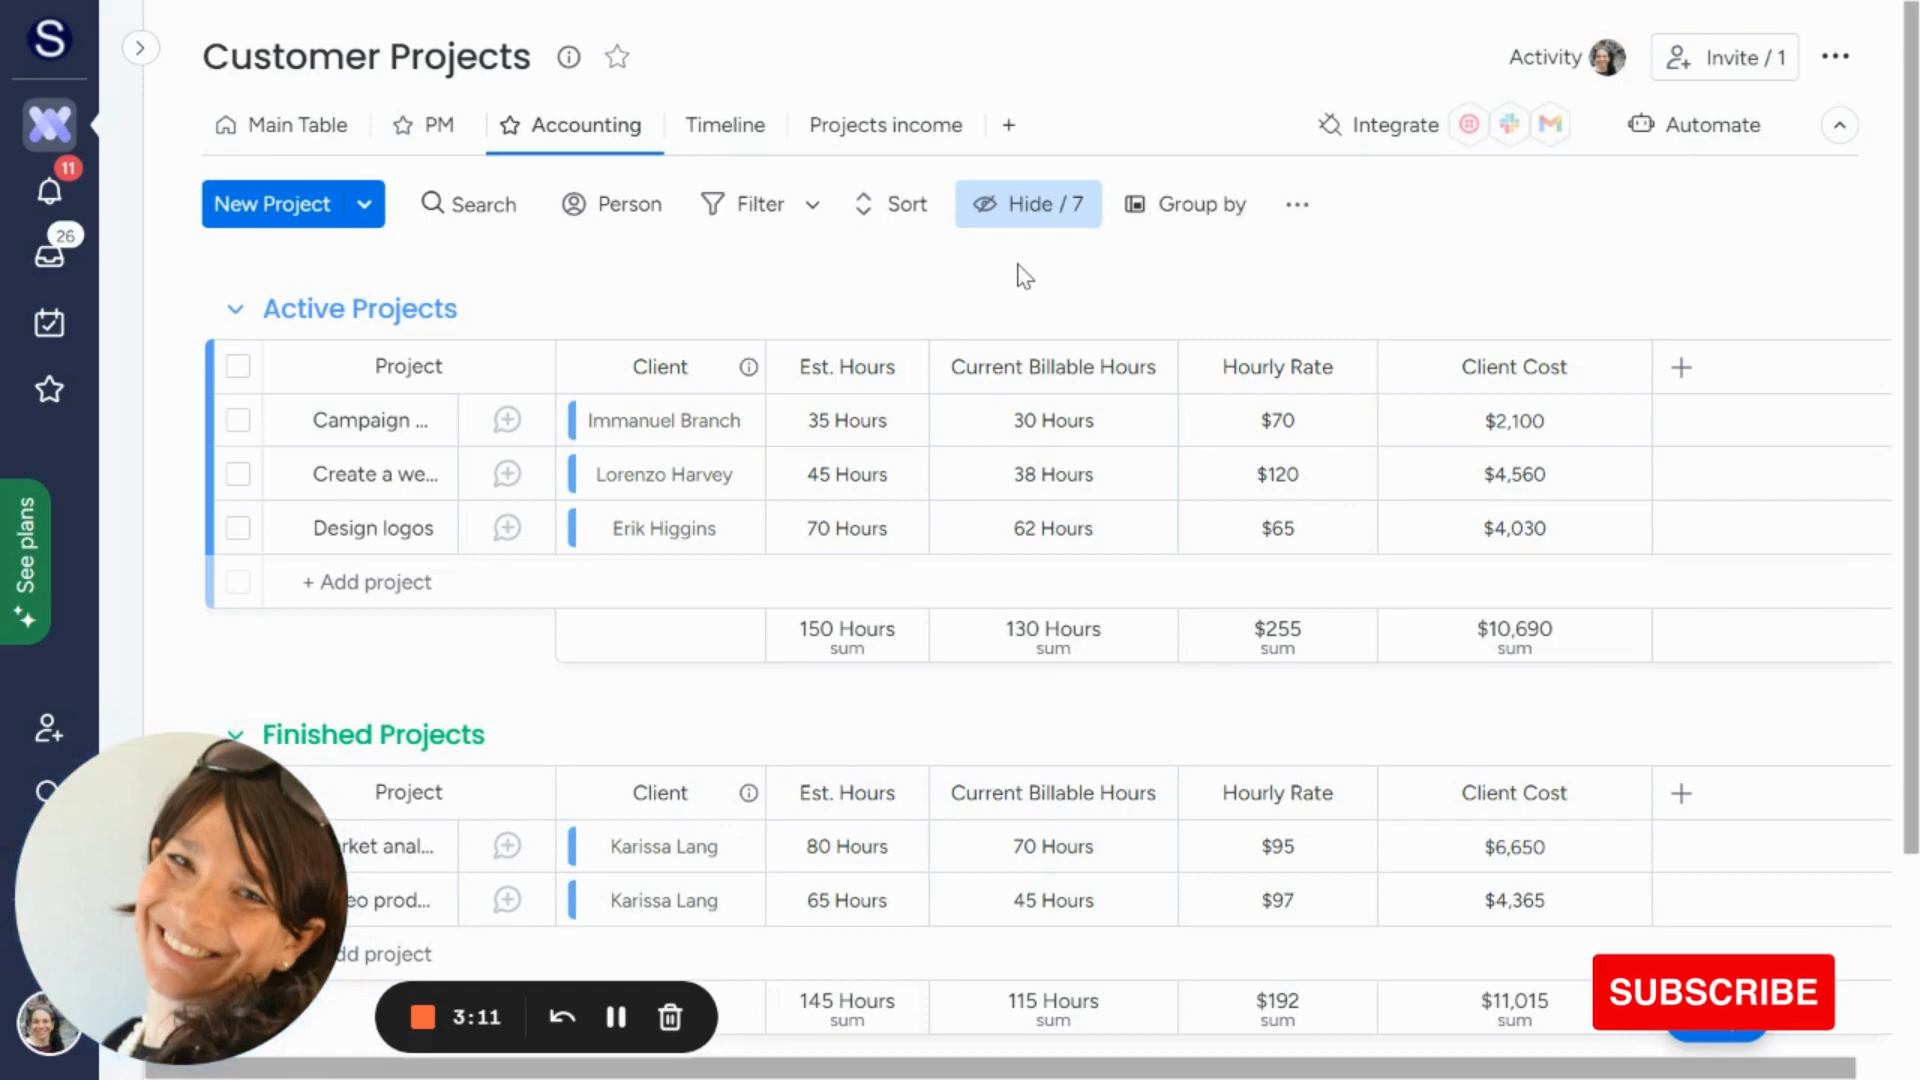 S
Customer Projects
Activity
Invite / 1
Main Table
PM
Accounting
Timeline
Projects income
+
Integrate
Automate
11
26
New Project
Search
Person
Filter
Sort
Hide / 7
Group by
See plans
Active Projects
Project Client Est. Hours Current Billable Hours Hourly Rate Client Cost
Campaign ... Immanuel Branch 35 Hours 30 Hours $70 $2,100
Create a we... Lorenzo Harvey 45 Hours 38 Hours $120 $4,560
Design logos Erik Higgins 70 Hours 62 Hours $65 $4,030
+ Add project
150 Hours 130 Hours $255 $10,690
sum sum sum sum
Finished Projects
Project Client Est. Hours Current Billable Hours Hourly Rate Client Cost
rket anal... Karissa Lang 80 Hours 70 Hours $95 $6,650
eo prod... Karissa Lang 65 Hours 45 Hours $97 $4,365
dd project
145 Hours 115 Hours $192 $11,015
sum sum sum sum
3:11
SUBSCRIBE